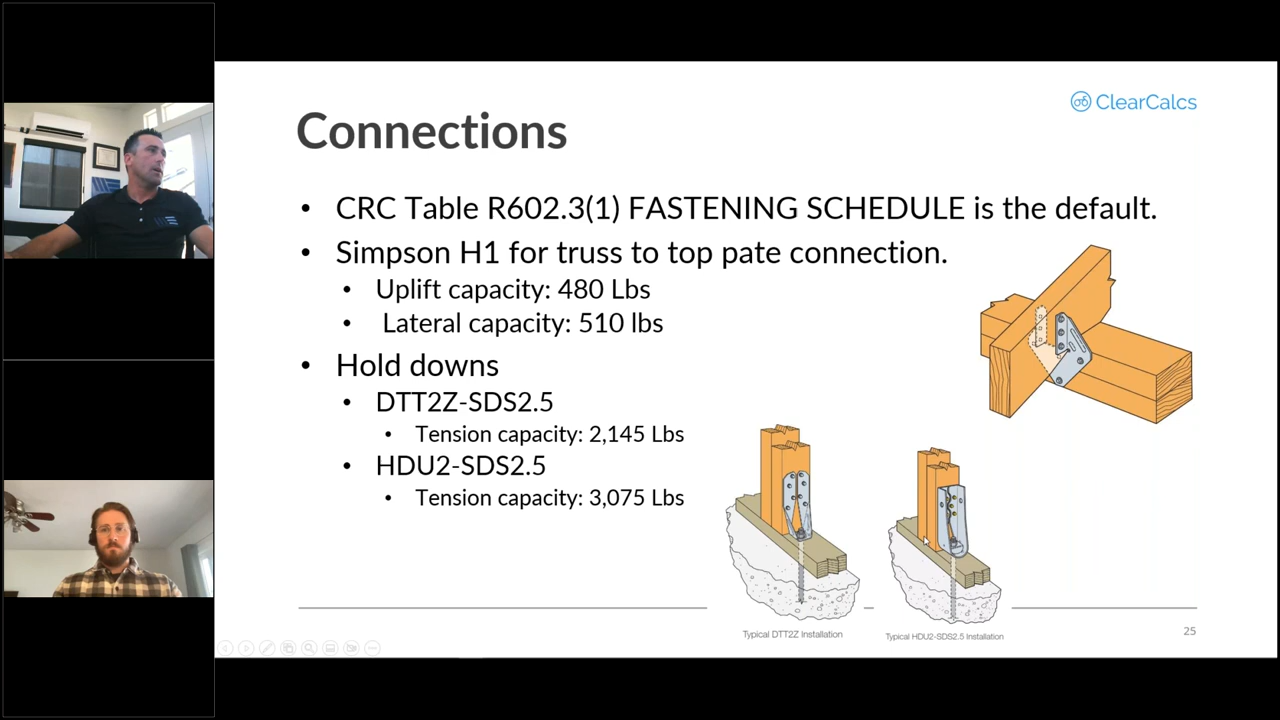 ClearCalcs
Connections
• CRC Table R602.3(1) FASTENING SCHEDULE is the default.
• Simpson H1 for truss to top pate connection.
• Uplift capacity: 480 Lbs
• Lateral capacity: 510 lbs
• Hold downs
• DTT2Z-SDS2.5
• Tension capacity: 2,145 Lbs
• HDU2-SDS2.5
• Tension capacity: 3,075 Lbs
Typical DTT2Z Installation
Typical HDU2-SDS2.5 Installation
25